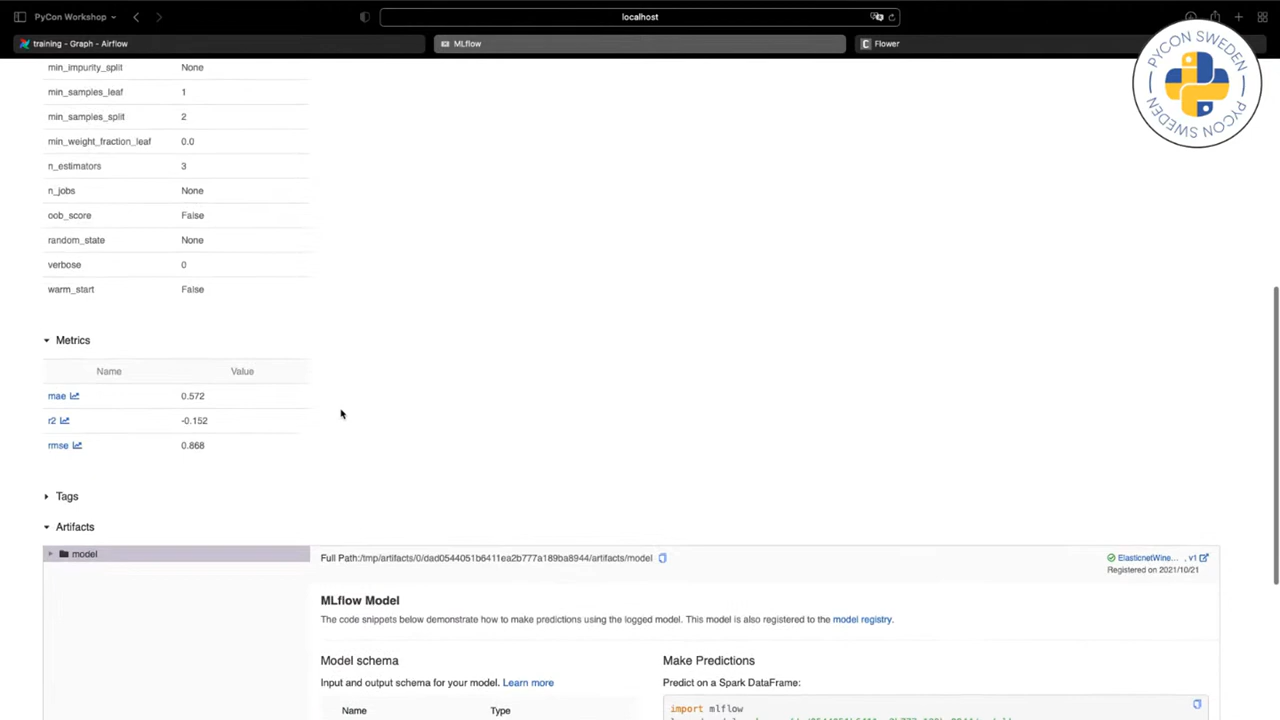 PyCon Workshop
localhost
training - Graph - Airflow
MLflow
C Flower
PYCON SWEDEN
PYCON SWEDEN
min_impurity_split None
min_samples_leaf 1
min_samples_split 2
min_weight_fraction_leaf 0.0
n_estimators 3
n_jobs None
oob_score False
random_state None
verbose 0
warm_start False
Metrics
Name Value
mae 0.572
r2 -0.152
rmse 0.868
Tags
Artifacts
model
Full Path:/tmp/artifacts/0/dad0544051b6411ea2b777a189ba8944/artifacts/model
ElasticnetWine... , v1
Registered on 2021/10/21
MLflow Model
The code snippets below demonstrate how to make predictions using the logged model. This model is also registered to the model registry.
Model schema
Input and output schema for your model. Learn more
Name Type
Make Predictions
Predict on a Spark DataFrame:
import mlflow